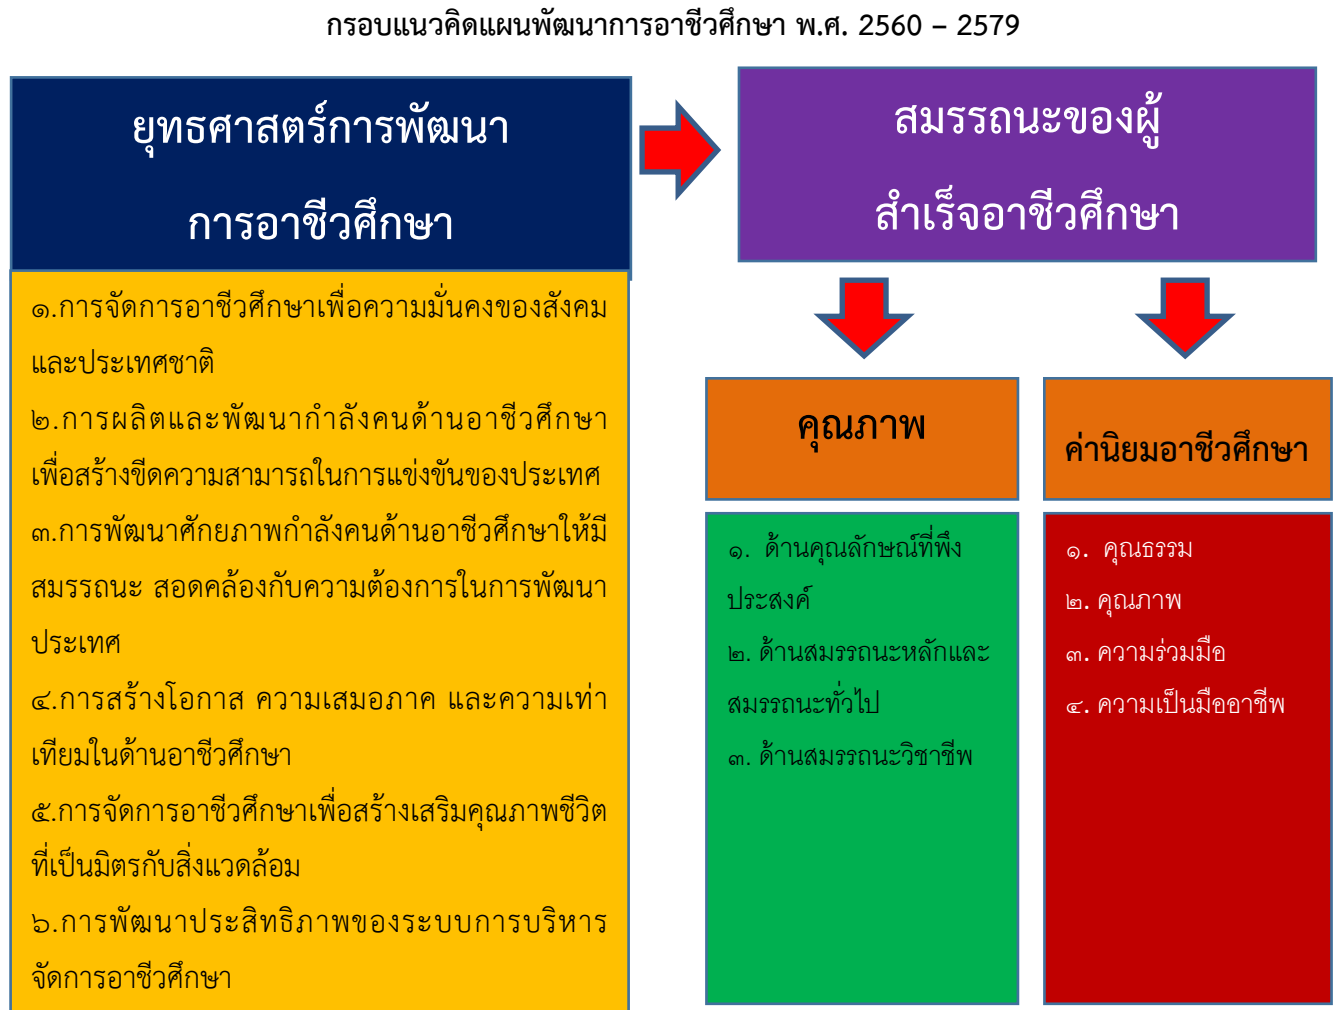 กรอบแนวคิดแผนพัฒนาการอาชีวศึกษา พ.ศ. 2560 – 2579
ยุทธศาสตร์การพัฒนา
การอาชีวศึกษา
๑.การจัดการอาชีวศึกษาเพื่อความมั่นคงของสังคม
และประเทศชาติ
๒.การผลิตและพัฒนากำลังคนด้านอาชีวศึกษา
เพื่อสร้างขีดความสามารถในการแข่งขันของประเทศ
๓.การพัฒนาศักยภาพกำลังคนด้านอาชีวศึกษาให้มี
สมรรถนะ สอดคล้องกับความต้องการในการพัฒนา
ประเทศ
๔.การสร้างโอกาส ความเสมอภาค และความเท่า
เทียมในด้านอาชีวศึกษา
๕.การจัดการอาชีวศึกษาเพื่อสร้างเสริมคุณภาพชีวิต
ที่เป็นมิตรกับสิ่งแวดล้อม
๖.การพัฒนาประสิทธิภาพของระบบการบริหาร
จัดการอาชีวศึกษา
สมรรถนะของผู้
สำเร็จอาชีวศึกษา
คุณภาพ
๑. ด้านคุณลักษณ์ที่พึง
ประสงค์
๒. ด้านสมรรถนะหลักและ
สมรรถนะทั่วไป
๓. ด้านสมรรถนะวิชาชีพ
ค่านิยมอาชีวศึกษา
๑. คุณธรรม
๒. คุณภาพ
๓. ความร่วมมือ
๔. ความเป็นมืออาชีพ